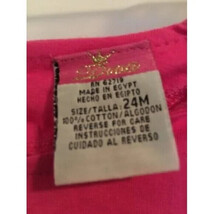 MADE IN EGYPT
HECHO EN EGIPTO
SIZE/TALLA: 24M
100%COTTON/ALGODON
REVERSE FOR CARE
INSTRUCCIONES DE
CUIDADO AL REVERSO